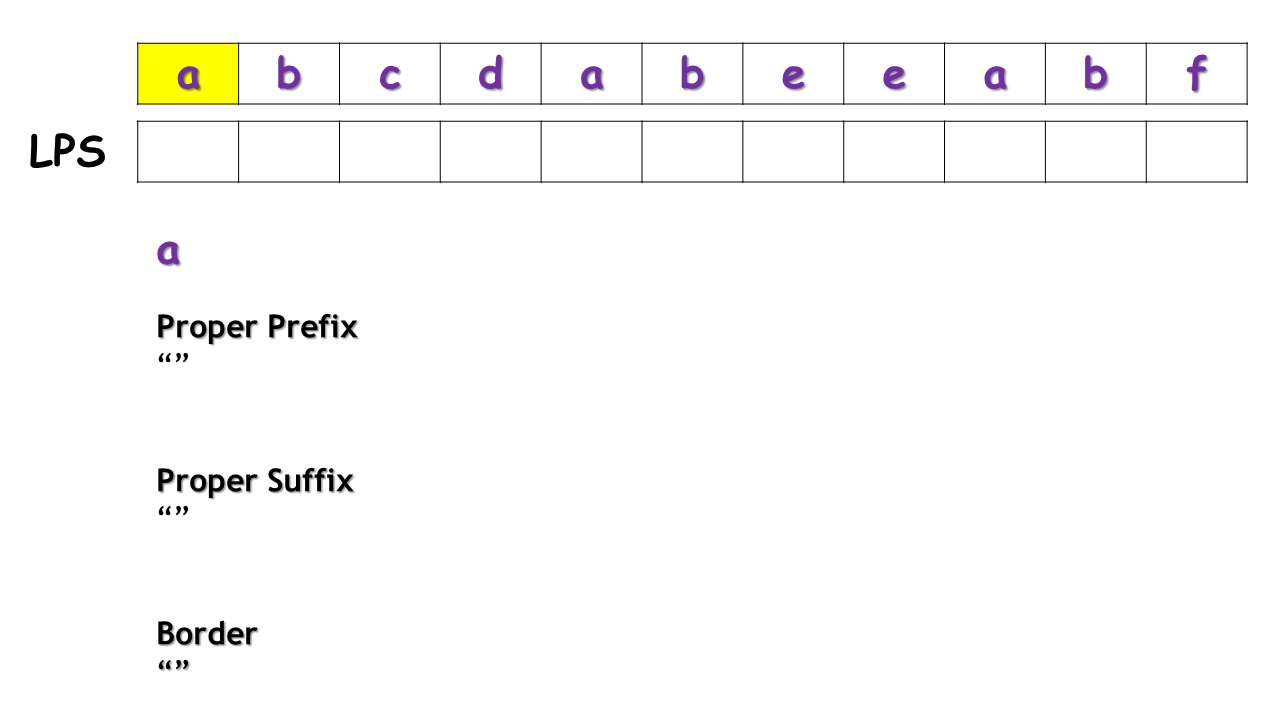 a b c d a b e e a b f
LPS
a
Proper Prefix
“”
Proper Suffix
“”
Border
“”